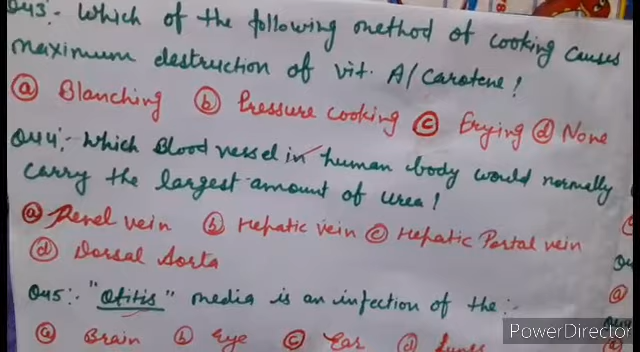 Q43:- Which of the following method of cooking causes
maximum destruction of vit. A/Carotene!
(a) Blanching (b) Pressure cooking (c) Frying (d) None
Q44:- Which Blood vessel in human body would normally
carry the largest amount of urea!
(a) Renel vein (b) Hepatic vein (c) Hepatic Portal vein
(d) Dorsal Aorta
Q45:- "Otitis" media is an infection of the :-
(a) Brain (b) Eye (c) Ear (d) Lungs
PowerDirector